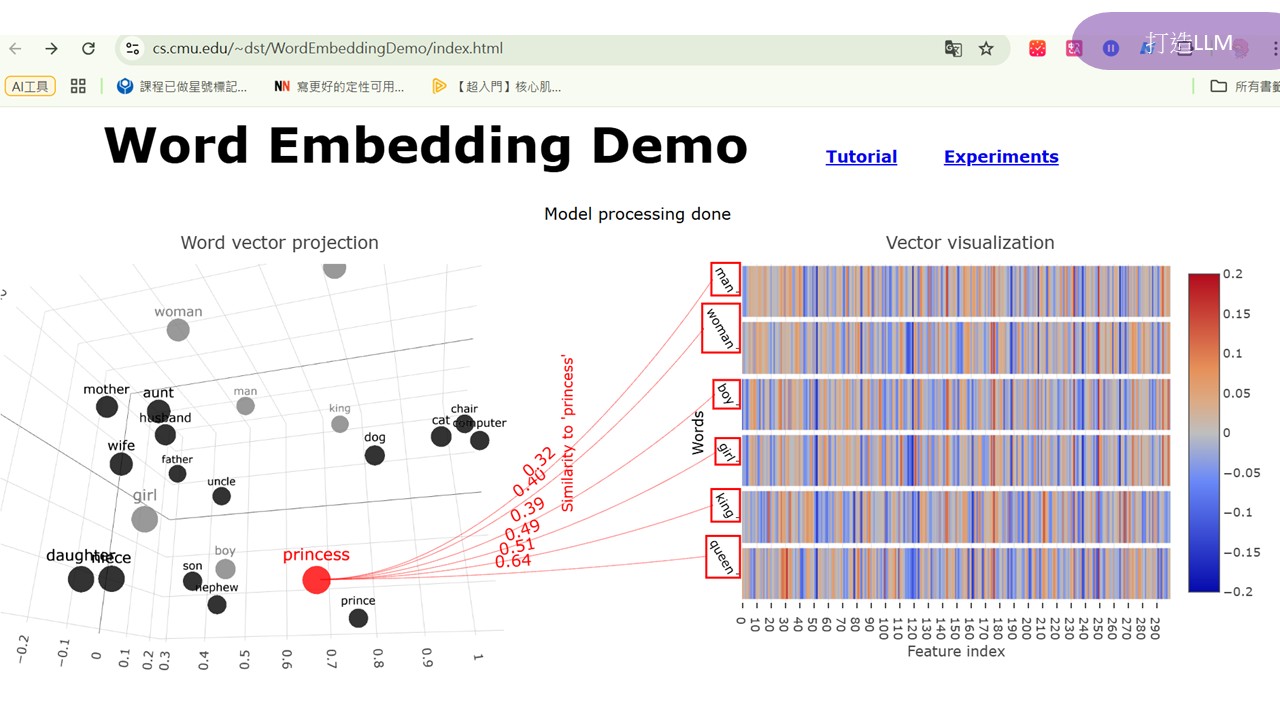 打造LLM
cs.cmu.edu/~dst/WordEmbeddingDemo/index.html
AI工具
課程已做星號標記...
NN 寫更好的定性可用...
【超入門】核心肌...
所有書籤
Word Embedding Demo
Tutorial
Experiments
Model processing done
Word vector projection
Vector visualization
woman
mother
aunt
man
husband
king
chair
cat
computer
dog
wife
father
uncle
girl
daughter
niece
boy
son
nephew
princess
prince
−0.2
−0.1
0
0.1
0.2
0.3
0.4
0.5
0.6
0.7
0.8
0.9
1
Similarity to 'princess'
0.32
0.40
0.39
0.49
0.51
0.64
Words
man
woman
boy
girl
king
queen
0 10 20 30 40 50 60 70 80 90 100 110 120 130 140 150 160 170 180 190 200 210 220 230 240 250 260 270 280 290
Feature index
0.2
0.15
0.1
0.05
0
−0.05
−0.1
−0.15
−0.2